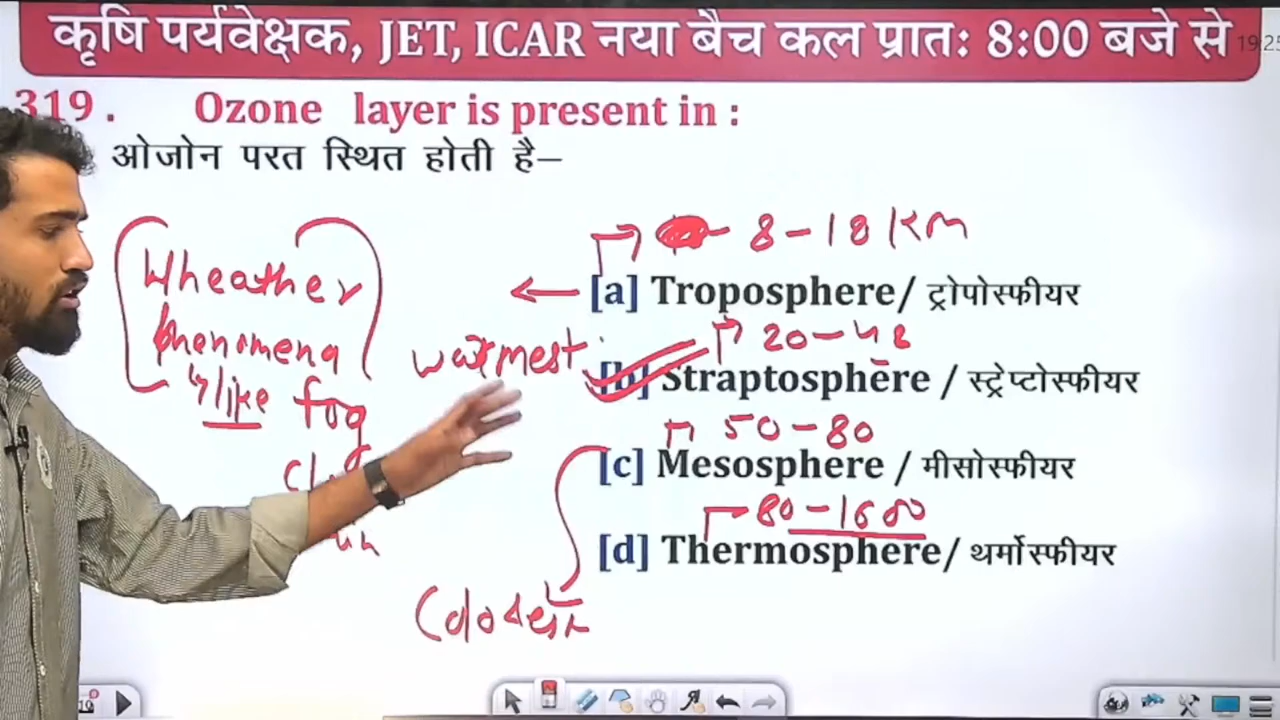 कृषि पर्यवेक्षक, JET, ICAR नया बैच कल प्रातः 8:00 बजे से
319. Ozone layer is present in :
ओजोन परत स्थित होती है–
8-18 KM
[a] Troposphere/ ट्रोपोस्फीयर
Wheather
phenomena
like fog
20-48
warmest
[b] Straptosphere / स्ट्रेप्टोस्फीयर
50-80
[c] Mesosphere / मीसोस्फीयर
80-1600
[d] Thermosphere/ थर्मोस्फीयर